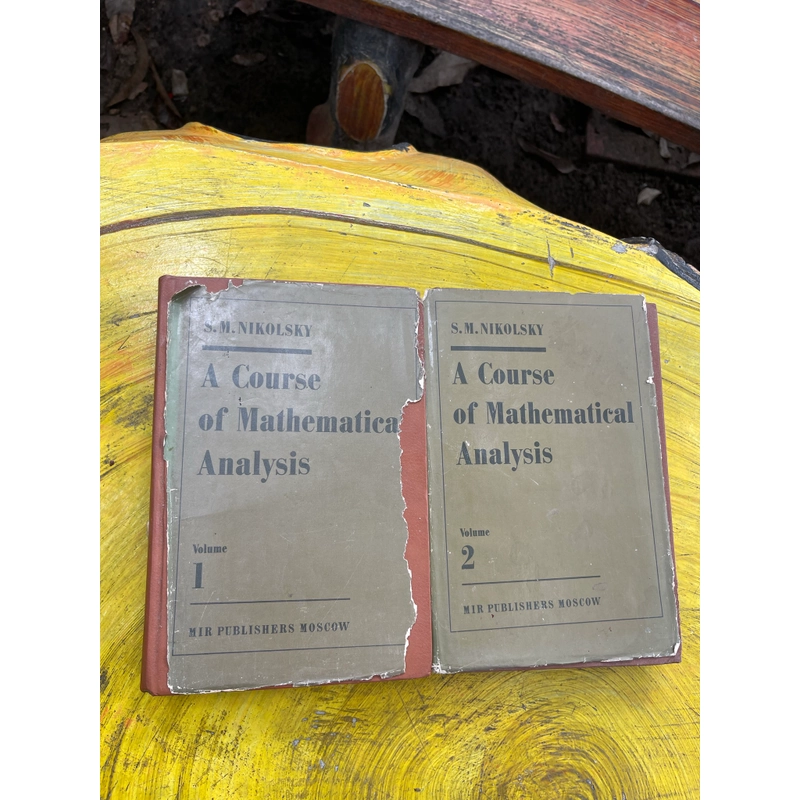 S.M.NIKOLSKY
A Course
of Mathematica
Analysis
Volume
1
MIR PUBLISHERS MOSCOW
S.M.NIKOLSKY
A Course
of Mathematical
Analysis
Volume
2
MIR PUBLISHERS MOSCOW